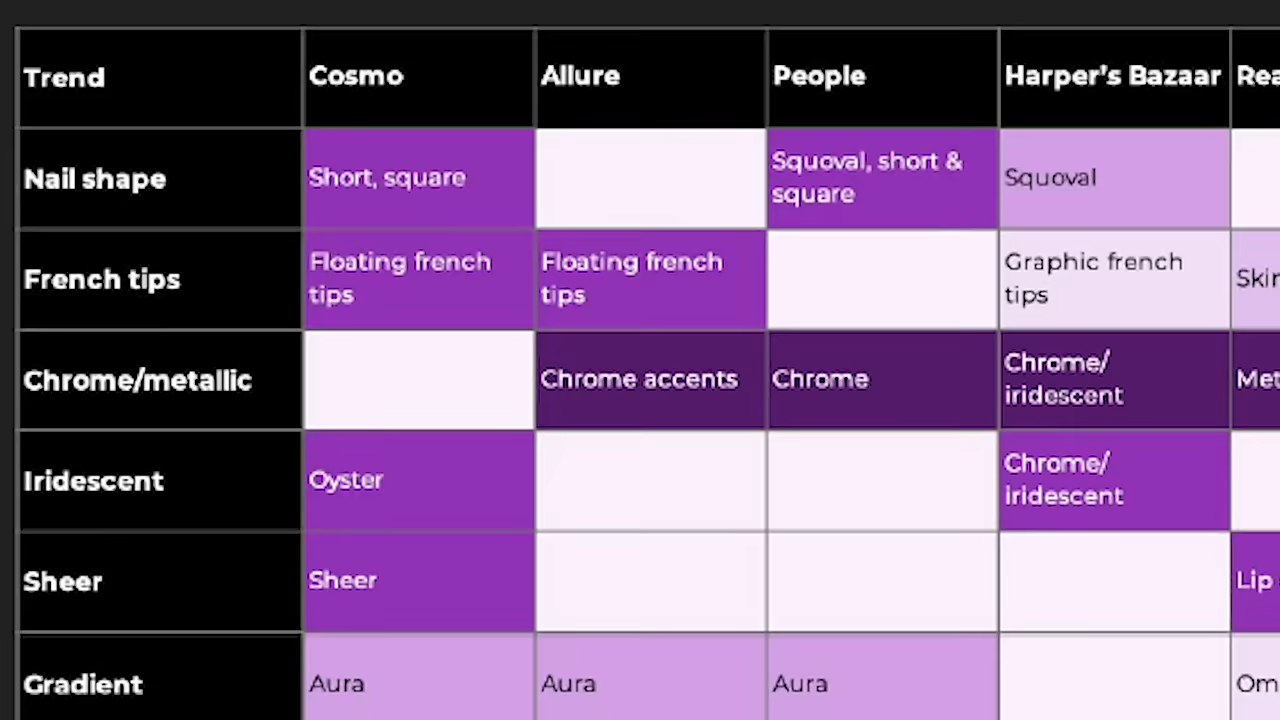 Trend Cosmo Allure People Harper's Bazaar
Nail shape Short, square Squoval, short & square Squoval
French tips Floating french tips Floating french tips Graphic french tips
Chrome/metallic Chrome accents Chrome Chrome/ iridescent
Iridescent Oyster Chrome/ iridescent
Sheer Sheer Lip
Gradient Aura Aura Aura